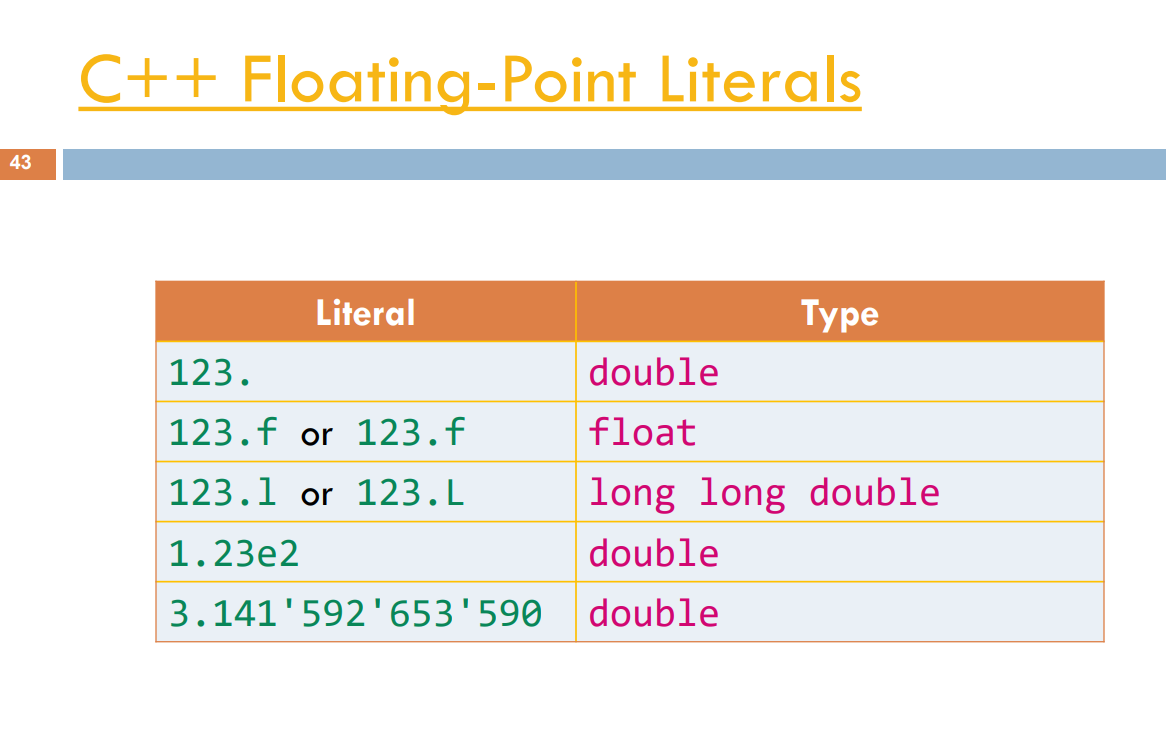 C++ Floating-Point Literals
43
Literal Type
123. double
123.f or 123.f float
123.l or 123.L long long double
1.23e2 double
3.141'592'653'590 double